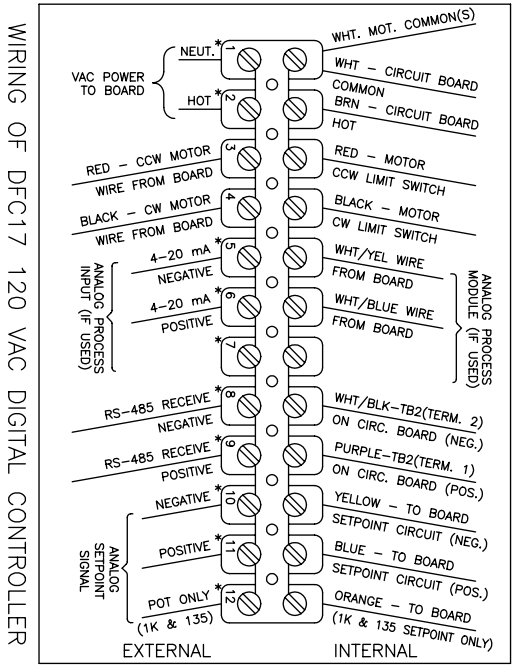 WIRING OF DFC17 120 VAC DIGITAL CONTROLLER
VAC POWER
TO BOARD
NEUT. * 1
WHT. MOT. COMMON(S)
WHT – CIRCUIT BOARD
COMMON
HOT * 2
BRN – CIRCUIT BOARD
HOT
RED – CCW MOTOR
WIRE FROM BOARD
3
RED – MOTOR
CCW LIMIT SWITCH
BLACK – CW MOTOR
WIRE FROM BOARD
4
BLACK – MOTOR
CW LIMIT SWITCH
ANALOG PROCESS
INPUT (IF USED)
4–20 mA * 5
NEGATIVE
WHT/YEL WIRE
FROM BOARD
4–20 mA * 6
POSITIVE
WHT/BLUE WIRE
FROM BOARD
* 7
ANALOG PROCESS
MODULE (IF USED)
RS–485 RECEIVE * 8
NEGATIVE
WHT/BLK–TB2(TERM. 2)
ON CIRC. BOARD (NEG.)
RS–485 RECEIVE * 9
POSITIVE
PURPLE–TB2(TERM. 1)
ON CIRC. BOARD (POS.)
ANALOG
SETPOINT
SIGNAL
NEGATIVE * 10
YELLOW – TO BOARD
SETPOINT CIRCUIT (NEG.)
POSITIVE * 11
BLUE – TO BOARD
SETPOINT CIRCUIT (POS.)
POT ONLY * 12
(1K & 135)
ORANGE – TO BOARD
(1K & 135 SETPOINT ONLY)
EXTERNAL
INTERNAL